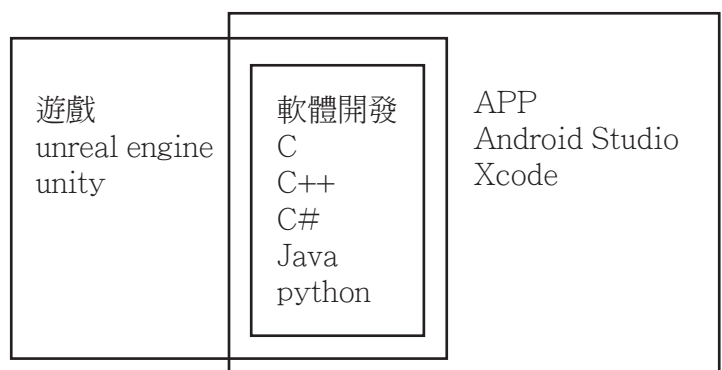 遊戲
unreal engine
unity
軟體開發
C
C++
C#
Java
python
APP
Android Studio
Xcode